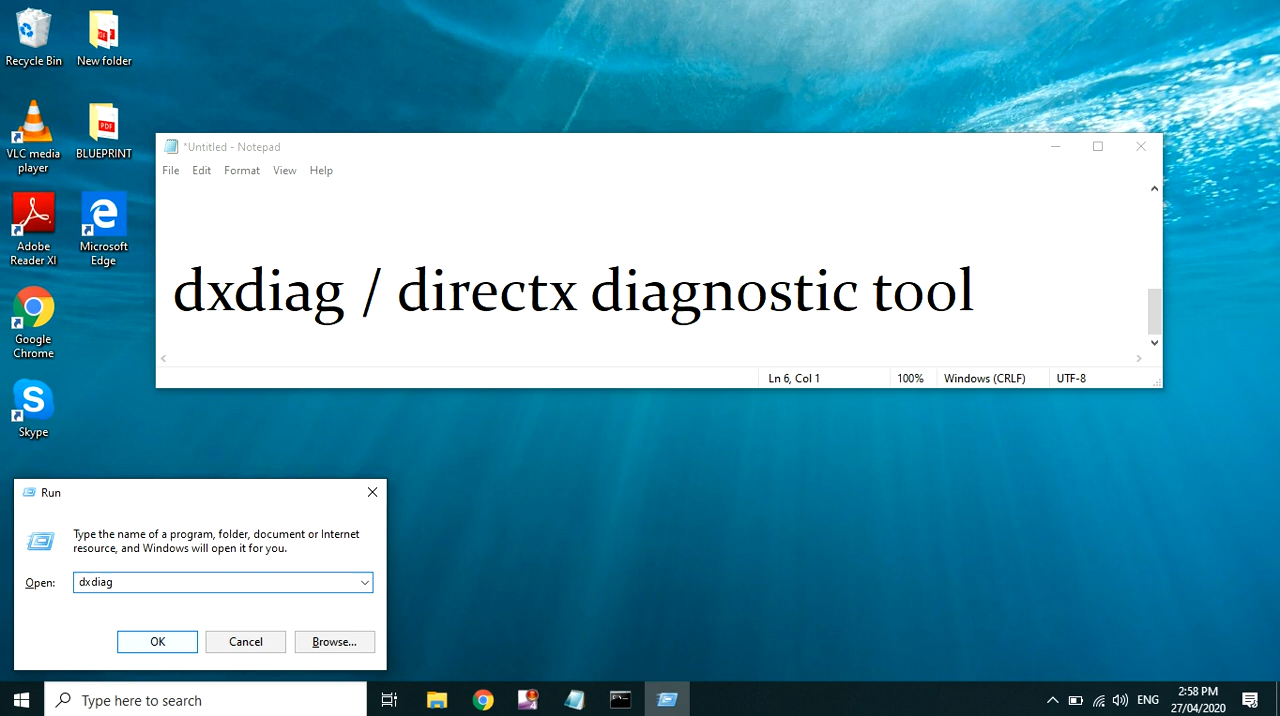 Recycle Bin
New folder
VLC media
player
BLUEPRINT
Adobe
Reader XI
Microsoft
Edge
Google
Chrome
Skype
*Untitled - Notepad
File Edit Format View Help
dxdiag / directx diagnostic tool
Ln 6, Col 1 100% Windows (CRLF) UTF-8
Run
Type the name of a program, folder, document or Internet
resource, and Windows will open it for you.
Open: dxdiag
OK Cancel Browse...
Type here to search
ENG
2:58 PM
27/04/2020